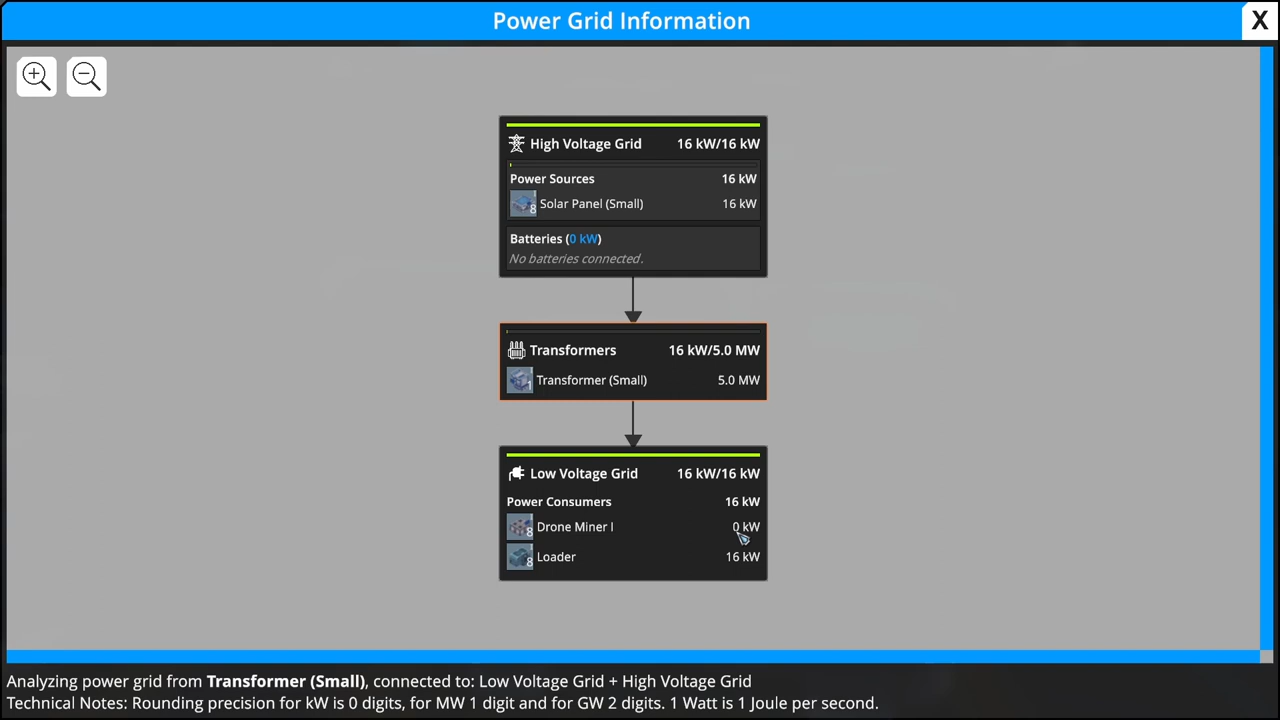 Power Grid Information
X
High Voltage Grid 16 kW/16 kW
Power Sources 16 kW
8 Solar Panel (Small) 16 kW
Batteries (0 kW)
No batteries connected.
Transformers 16 kW/5.0 MW
1 Transformer (Small) 5.0 MW
Low Voltage Grid 16 kW/16 kW
Power Consumers 16 kW
8 Drone Miner I 0 kW
8 Loader 16 kW
Analyzing power grid from Transformer (Small), connected to: Low Voltage Grid + High Voltage Grid
Technical Notes: Rounding precision for kW is 0 digits, for MW 1 digit and for GW 2 digits. 1 Watt is 1 Joule per second.